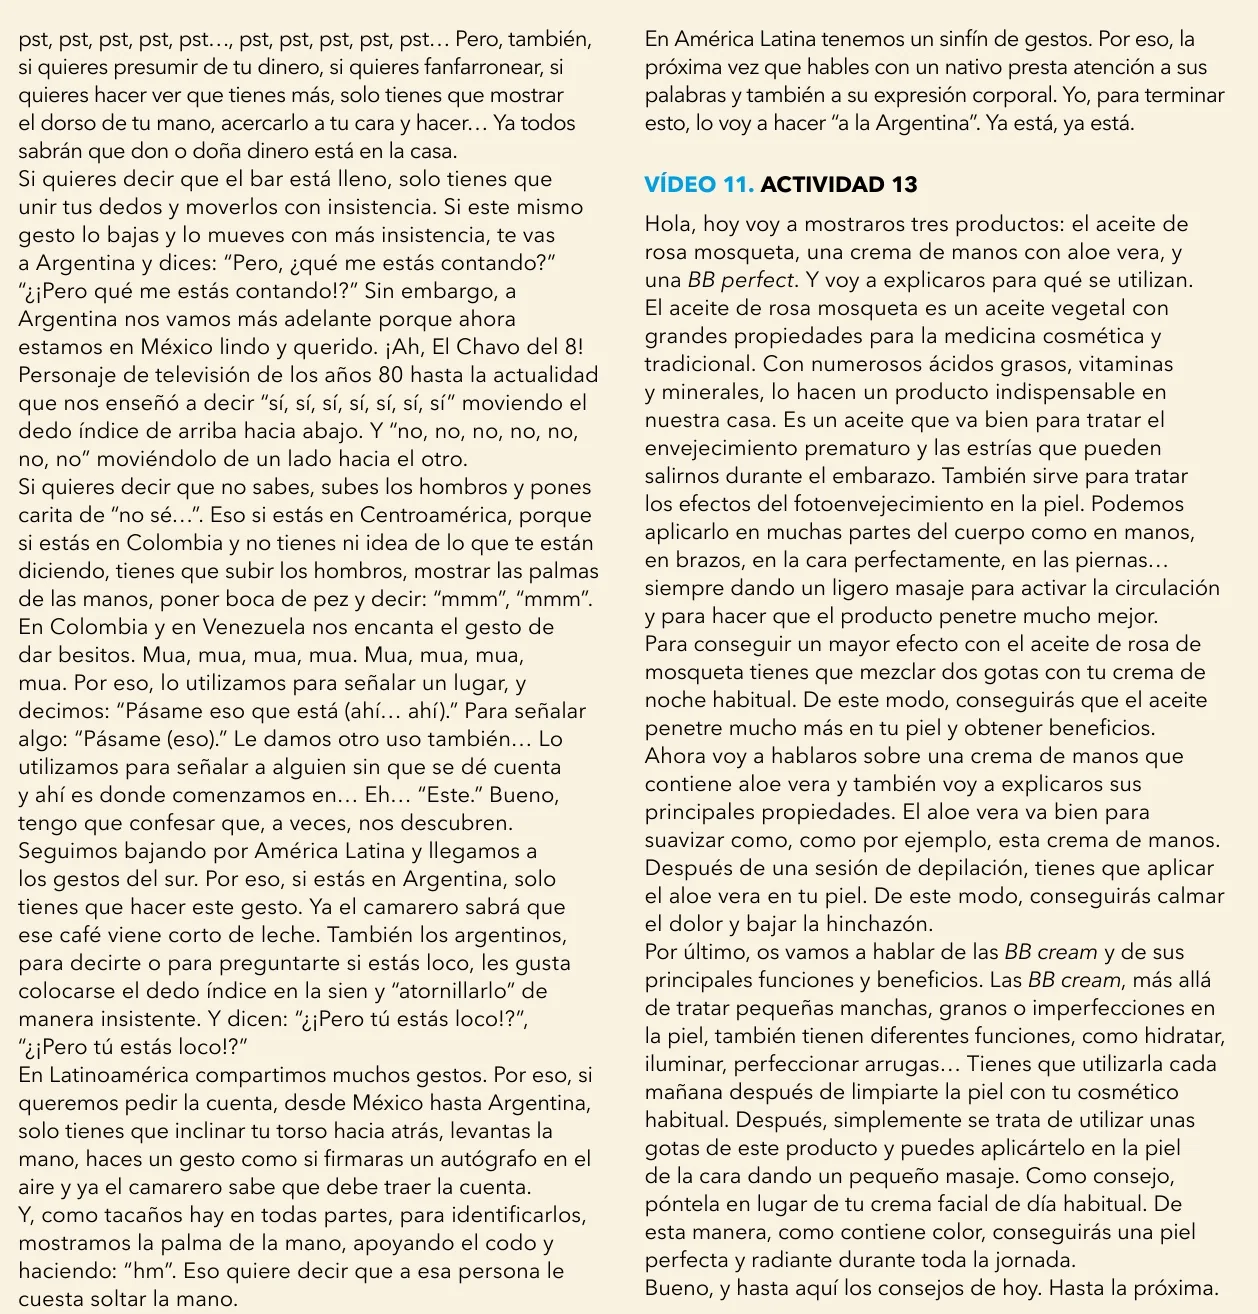 pst, pst, pst, pst, pst…, pst, pst, pst, pst, pst… Pero, también,
si quieres presumir de tu dinero, si quieres fanfarronear, si
quieres hacer ver que tienes más, solo tienes que mostrar
el dorso de tu mano, acercarlo a tu cara y hacer… Ya todos
sabrán que don o doña dinero está en la casa.
Si quieres decir que el bar está lleno, solo tienes que
unir tus dedos y moverlos con insistencia. Si este mismo
gesto lo bajas y lo mueves con más insistencia, te vas
a Argentina y dices: “Pero, ¿qué me estás contando?”
“¿¡Pero qué me estás contando!?” Sin embargo, a
Argentina nos vamos más adelante porque ahora
estamos en México lindo y querido. ¡Ah, El Chavo del 8!
Personaje de televisión de los años 80 hasta la actualidad
que nos enseñó a decir “sí, sí, sí, sí, sí, sí, sí” moviendo el
dedo índice de arriba hacia abajo. Y “no, no, no, no, no,
no, no” moviéndolo de un lado hacia el otro.
Si quieres decir que no sabes, subes los hombros y pones
carita de “no sé…”. Eso si estás en Centroamérica, porque
si estás en Colombia y no tienes ni idea de lo que te están
diciendo, tienes que subir los hombros, mostrar las palmas
de las manos, poner boca de pez y decir: “mmm”, “mmm”.
En Colombia y en Venezuela nos encanta el gesto de
dar besitos. Mua, mua, mua, mua. Mua, mua, mua,
mua. Por eso, lo utilizamos para señalar un lugar, y
decimos: “Pásame eso que está (ahí… ahí).” Para señalar
algo: “Pásame (eso).” Le damos otro uso también… Lo
utilizamos para señalar a alguien sin que se dé cuenta
y ahí es donde comenzamos en… Eh… “Este.” Bueno,
tengo que confesar que, a veces, nos descubren.
Seguimos bajando por América Latina y llegamos a
los gestos del sur. Por eso, si estás en Argentina, solo
tienes que hacer este gesto. Ya el camarero sabrá que
ese café viene corto de leche. También los argentinos,
para decirte o para preguntarte si estás loco, les gusta
colocarse el dedo índice en la sien y “atornillarlo” de
manera insistente. Y dicen: “¿¡Pero tú estás loco!?”,
“¿¡Pero tú estás loco!?”
En Latinoamérica compartimos muchos gestos. Por eso, si
queremos pedir la cuenta, desde México hasta Argentina,
solo tienes que inclinar tu torso hacia atrás, levantas la
mano, haces un gesto como si firmaras un autógrafo en el
aire y ya el camarero sabe que debe traer la cuenta.
Y, como tacaños hay en todas partes, para identificarlos,
mostramos la palma de la mano, apoyando el codo y
haciendo: “hm”. Eso quiere decir que a esa persona le
cuesta soltar la mano.
En América Latina tenemos un sinfín de gestos. Por eso, la
próxima vez que hables con un nativo presta atención a sus
palabras y también a su expresión corporal. Yo, para terminar
esto, lo voy a hacer “a la Argentina”. Ya está, ya está.
VÍDEO 11. ACTIVIDAD 13
Hola, hoy voy a mostraros tres productos: el aceite de
rosa mosqueta, una crema de manos con aloe vera, y
una BB perfect. Y voy a explicaros para qué se utilizan.
El aceite de rosa mosqueta es un aceite vegetal con
grandes propiedades para la medicina cosmética y
tradicional. Con numerosos ácidos grasos, vitaminas
y minerales, lo hacen un producto indispensable en
nuestra casa. Es un aceite que va bien para tratar el
envejecimiento prematuro y las estrías que pueden
salirnos durante el embarazo. También sirve para tratar
los efectos del fotoenvejecimiento en la piel. Podemos
aplicarlo en muchas partes del cuerpo como en manos,
en brazos, en la cara perfectamente, en las piernas…
siempre dando un ligero masaje para activar la circulación
y para hacer que el producto penetre mucho mejor.
Para conseguir un mayor efecto con el aceite de rosa de
mosqueta tienes que mezclar dos gotas con tu crema de
noche habitual. De este modo, conseguirás que el aceite
penetre mucho más en tu piel y obtener beneficios.
Ahora voy a hablaros sobre una crema de manos que
contiene aloe vera y también voy a explicaros sus
principales propiedades. El aloe vera va bien para
suavizar como, como por ejemplo, esta crema de manos.
Después de una sesión de depilación, tienes que aplicar
el aloe vera en tu piel. De este modo, conseguirás calmar
el dolor y bajar la hinchazón.
Por último, os vamos a hablar de las BB cream y de sus
principales funciones y beneficios. Las BB cream, más allá
de tratar pequeñas manchas, granos o imperfecciones en
la piel, también tienen diferentes funciones, como hidratar,
iluminar, perfeccionar arrugas… Tienes que utilizarla cada
mañana después de limpiarte la piel con tu cosmético
habitual. Después, simplemente se trata de utilizar unas
gotas de este producto y puedes aplicártelo en la piel
de la cara dando un pequeño masaje. Como consejo,
póntela en lugar de tu crema facial de día habitual. De
esta manera, como contiene color, conseguirás una piel
perfecta y radiante durante toda la jornada.
Bueno, y hasta aquí los consejos de hoy. Hasta la próxima.